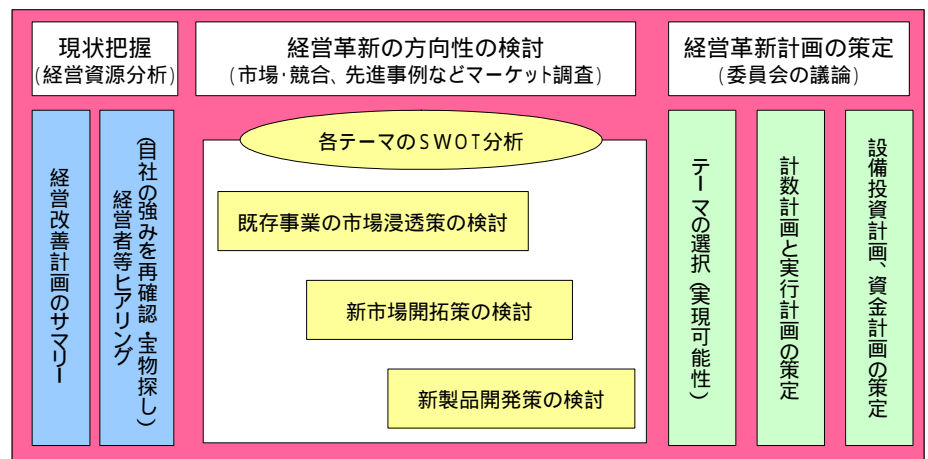 現状把握
(経営資源分析)
経営革新の方向性の検討
(市場・競合、先進事例などマーケット調査)
経営革新計画の策定
(委員会の議論)
経営改善計画のサマリー
経営者等ヒアリング
(自社の強みを再確認・宝物探し)
各テーマのSWOT分析
既存事業の市場浸透策の検討
新市場開拓策の検討
新製品開発策の検討
テーマの選択(実現可能性)
計数計画と実行計画の策定
設備投資計画、資金計画の策定